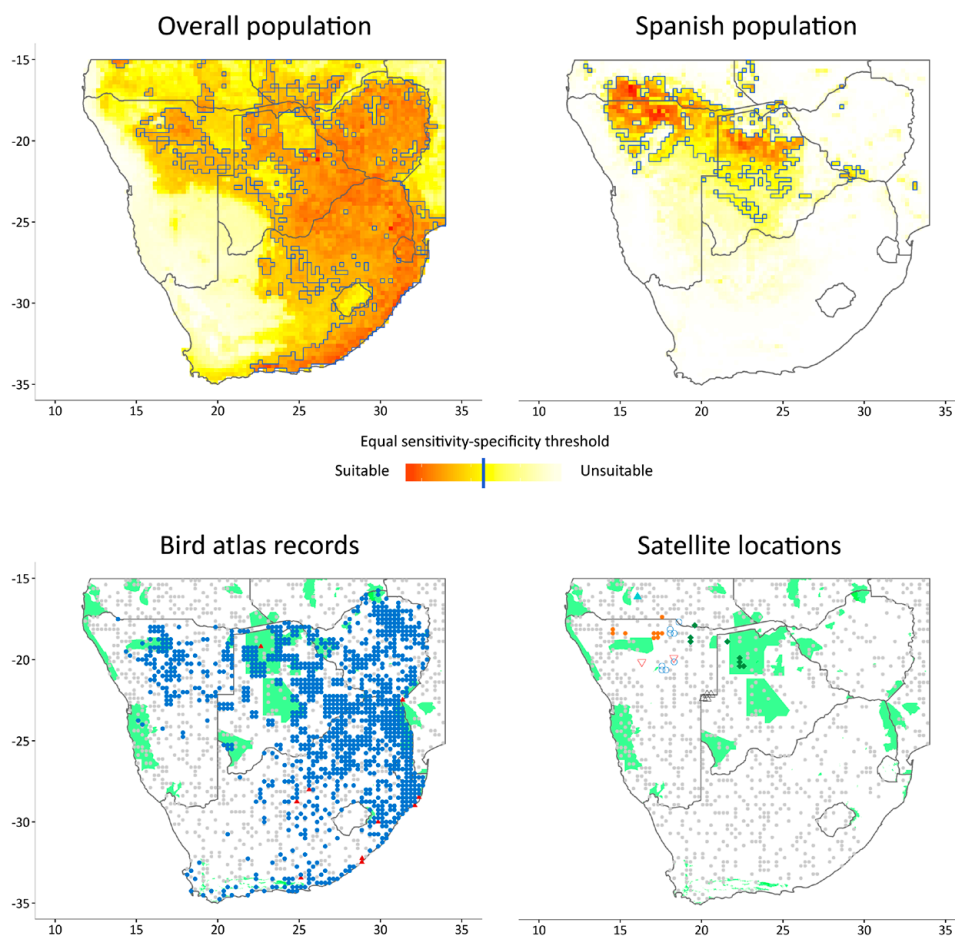 Overall population
Spanish population
-15
-20
-25
-30
-35
10 15 20 25 30 35
10 15 20 25 30 35
Equal sensitivity-specificity threshold
Suitable Unsuitable
Bird atlas records
Satellite locations
-15
-20
-25
-30
-35
10 15 20 25 30 35
10 15 20 25 30 35